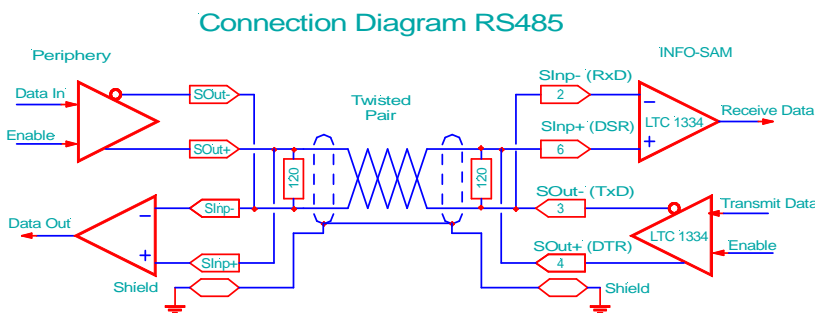 Connection Diagram RS485
Periphery
INFO-SAM
Data In
SOut-
Twisted
Pair
SInp- (RxD)
2
LTC 1334
Receive Data
Enable
SOut+
SInp+ (DSR)
6
120
120
SInp-
SOut- (TxD)
3
Transmit Data
Data Out
LTC 1334
SInp+
SOut+ (DTR)
4
Enable
Shield
Shield